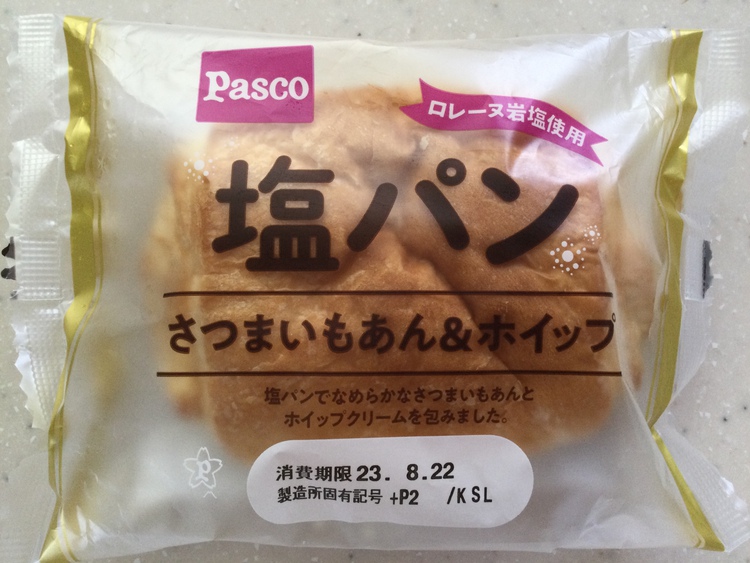 Pasco
ロレーヌ岩塩使用
塩パン
さつまいもあん&ホイップ
塩パンでなめらかなさつまいもあんと
ホイップクリームを包みました。
P
消費期限 23. 8.22
製造所固有記号 +P2 /KSL